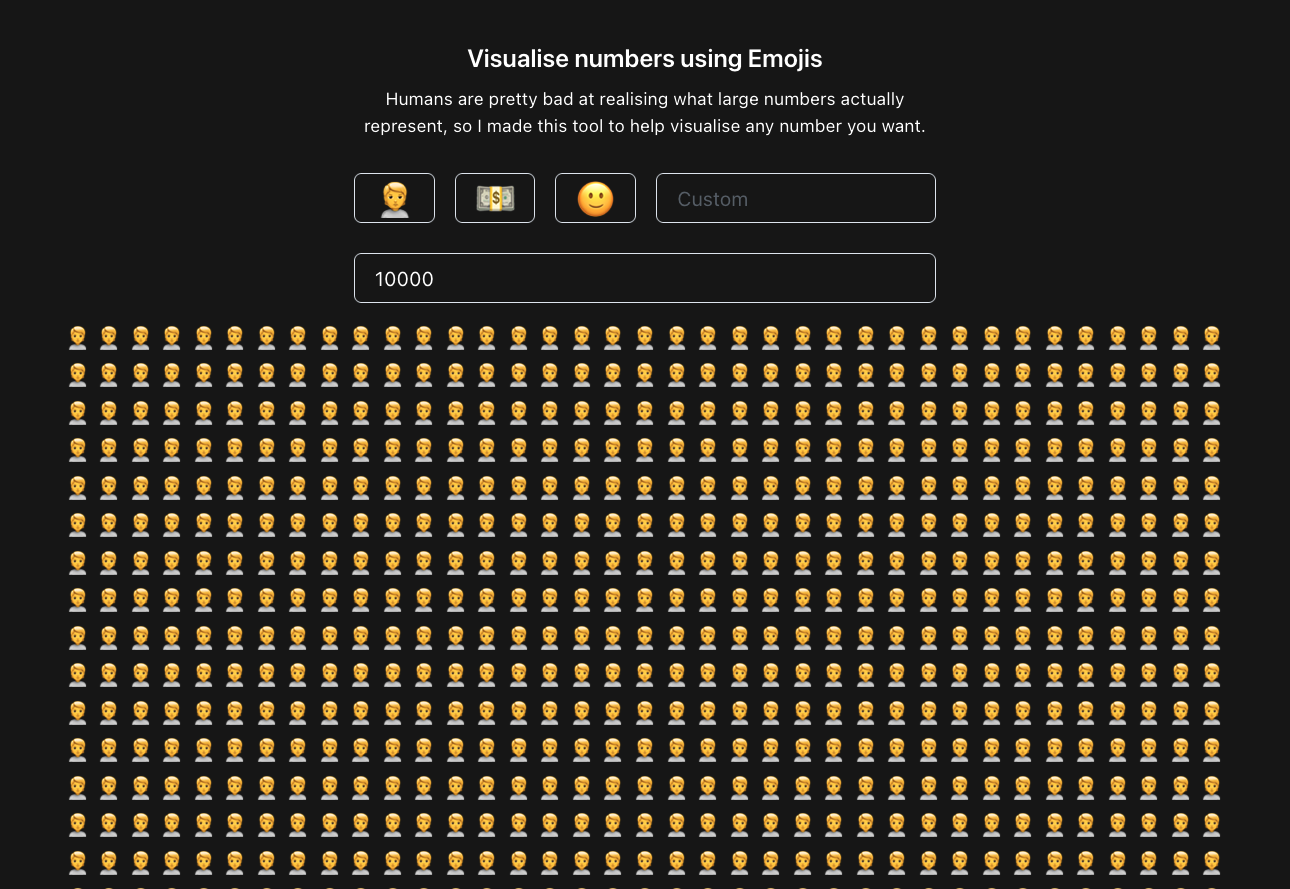 Visualise numbers using Emojis
Humans are pretty bad at realising what large numbers actually
represent, so I made this tool to help visualise any number you want.
Custom
10000